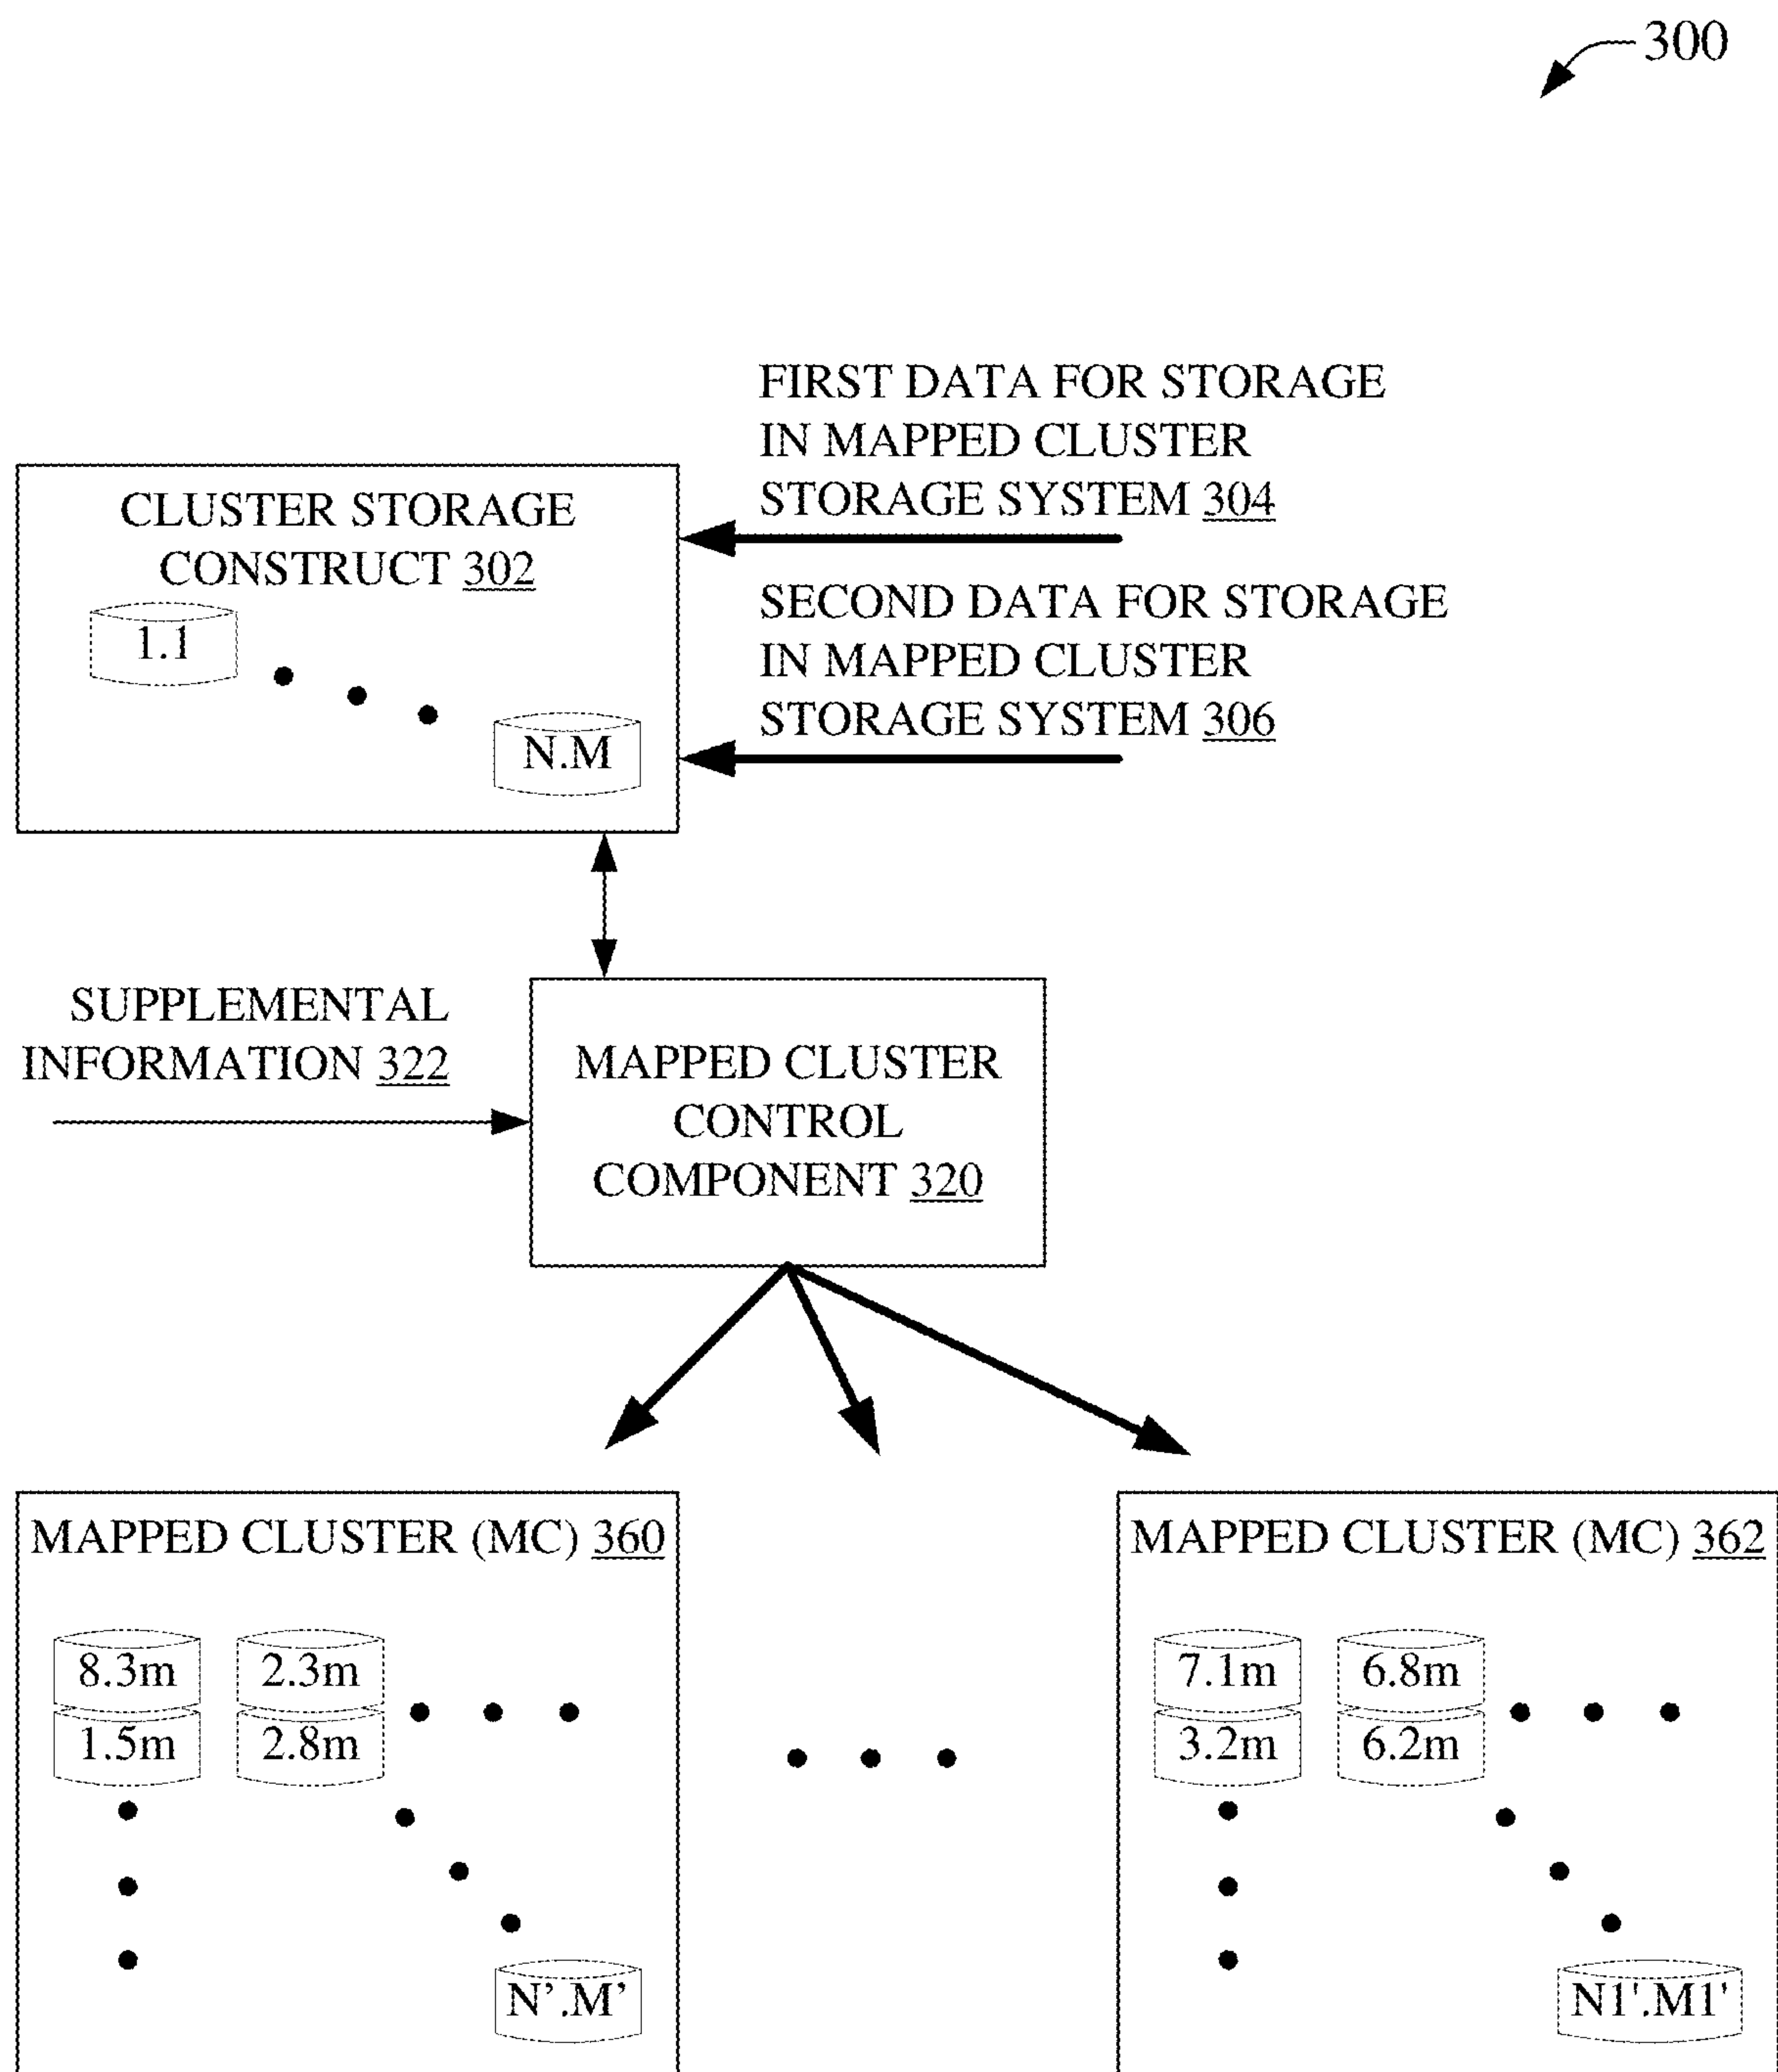 300
FIRST DATA FOR STORAGE
IN MAPPED CLUSTER
STORAGE SYSTEM 304
CLUSTER STORAGE
CONSTRUCT 302
1.1
N.M
SECOND DATA FOR STORAGE
IN MAPPED CLUSTER
STORAGE SYSTEM 306
SUPPLEMENTAL
INFORMATION 322
MAPPED CLUSTER
CONTROL
COMPONENT 320
MAPPED CLUSTER (MC) 360
8.3m 2.3m
1.5m 2.8m
N’.M’
MAPPED CLUSTER (MC) 362
7.1m 6.8m
3.2m 6.2m
N1'.M1'